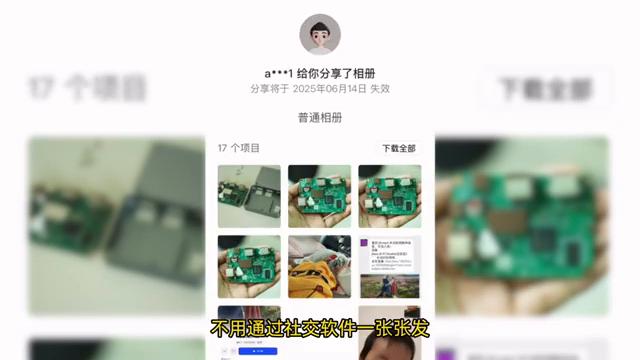 a***1 给你分享了相册
分享将于 2025年06月14日 失效
普通相册
17 个项目
下载全部
17 个项目
下载全部
不用通过社交软件一张张发